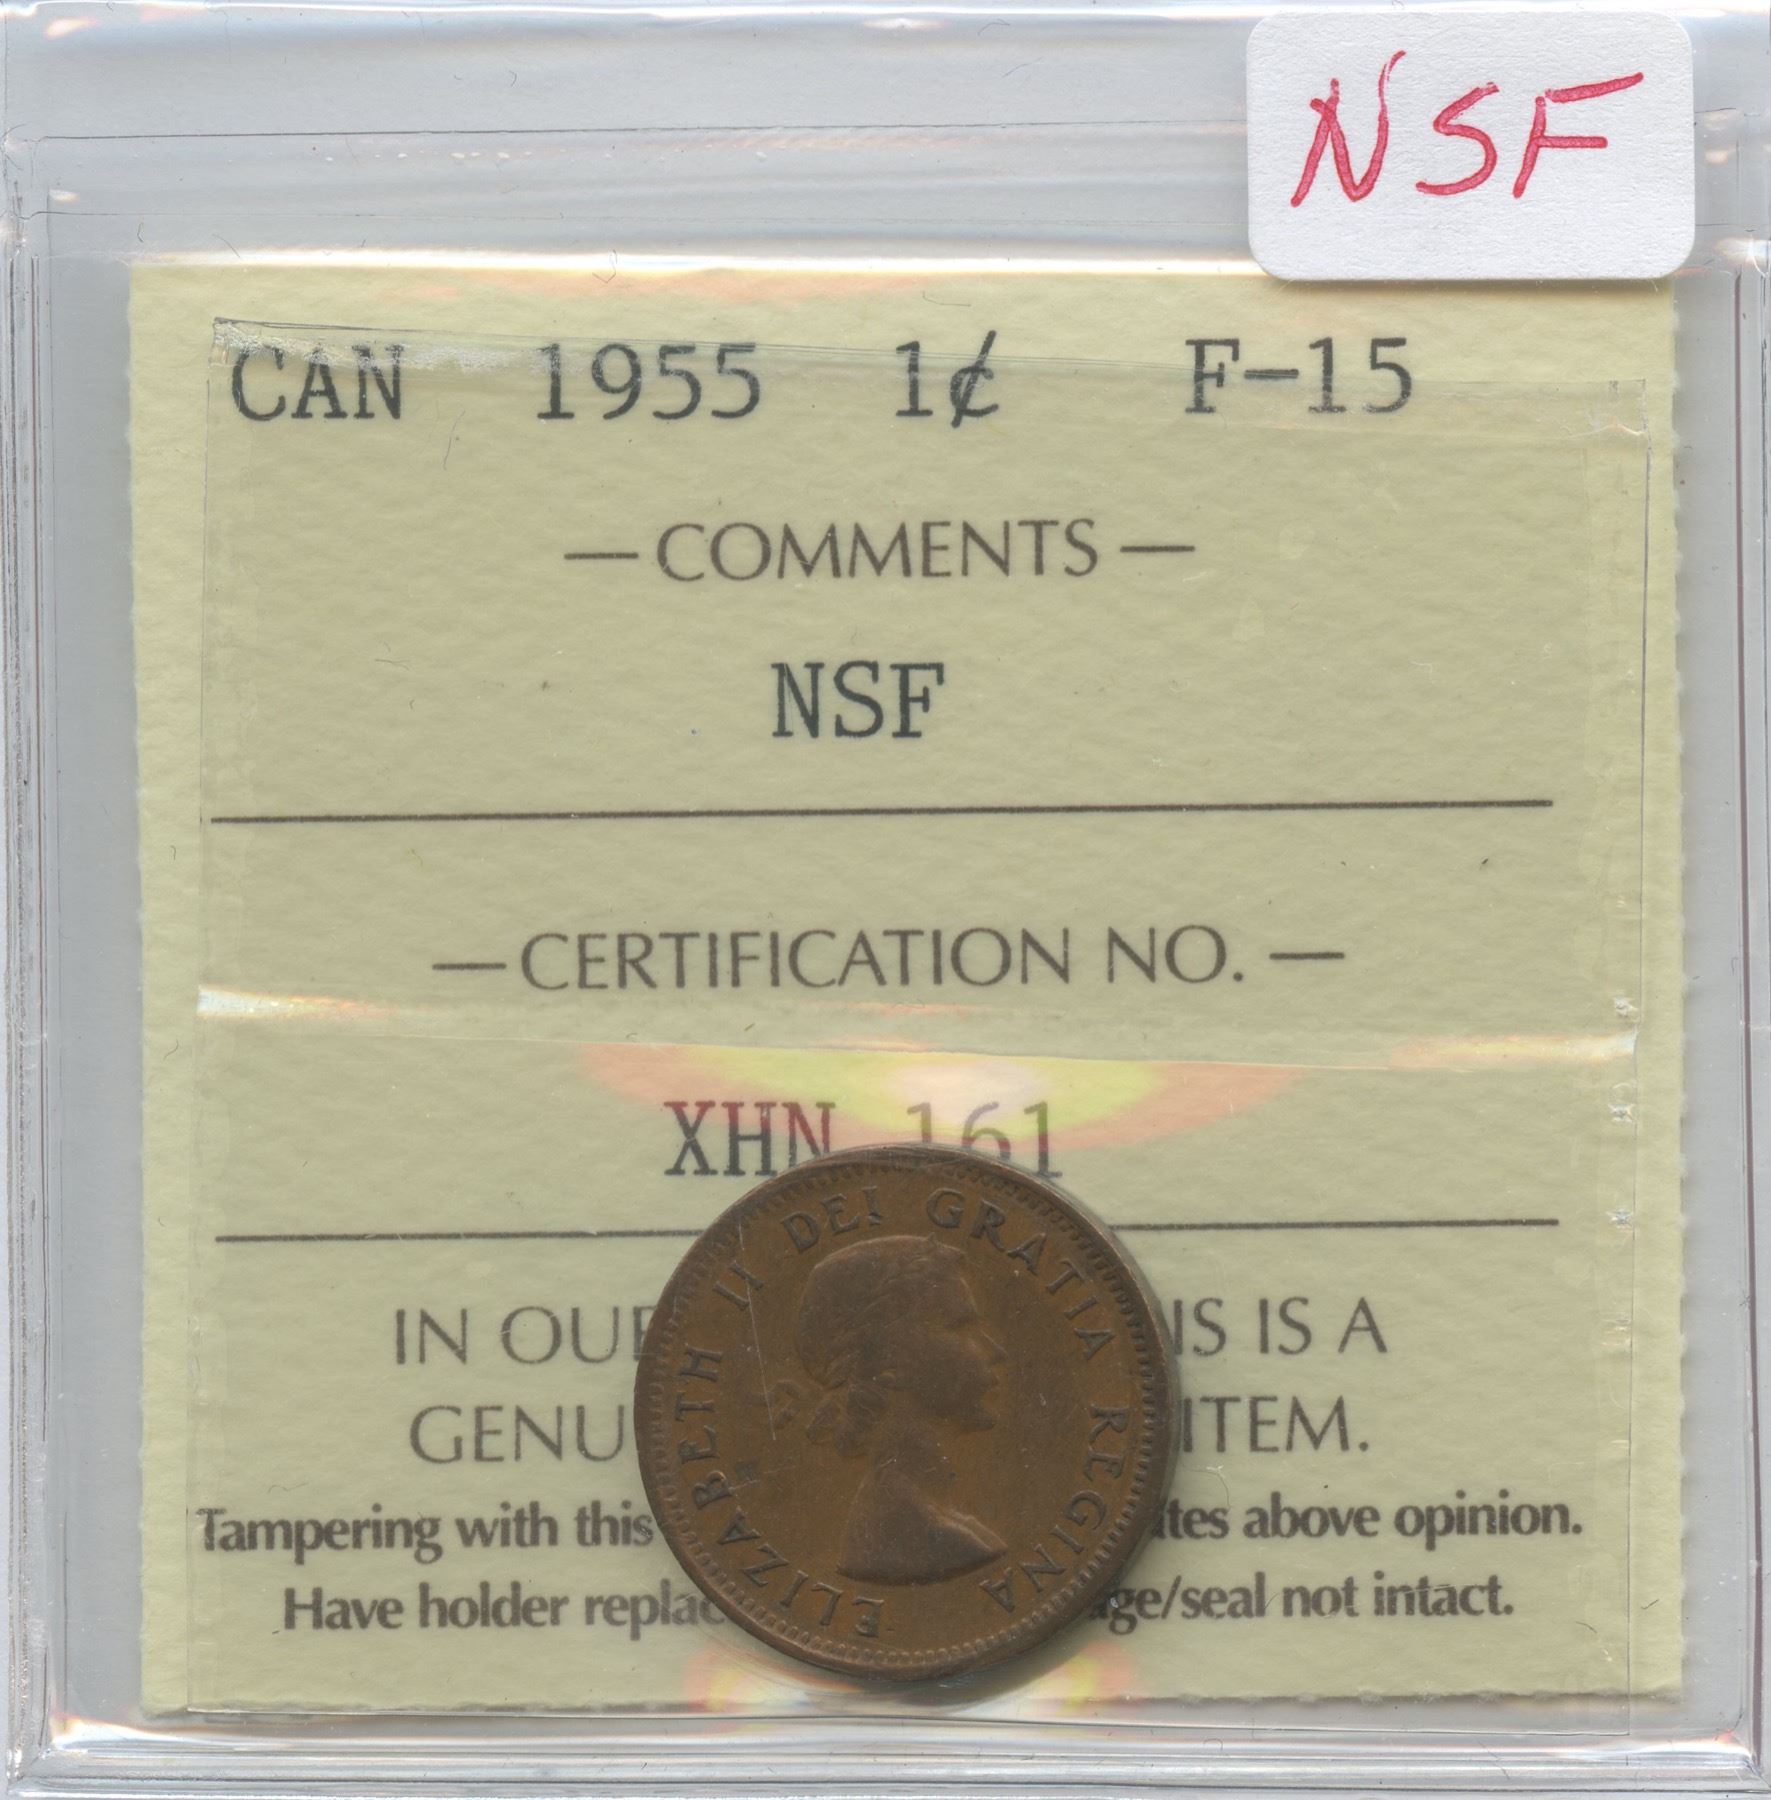 NSF
CAN 1955 1¢ F-15
— COMMENTS —
NSF
— CERTIFICATION NO. —
XHN 161
IN OU IS IS A
GENU ITEM.
Tampering with this tes above opinion.
Have holder replac ge/seal not intact.
ELIZABETH II DEI GRATIA REGINA